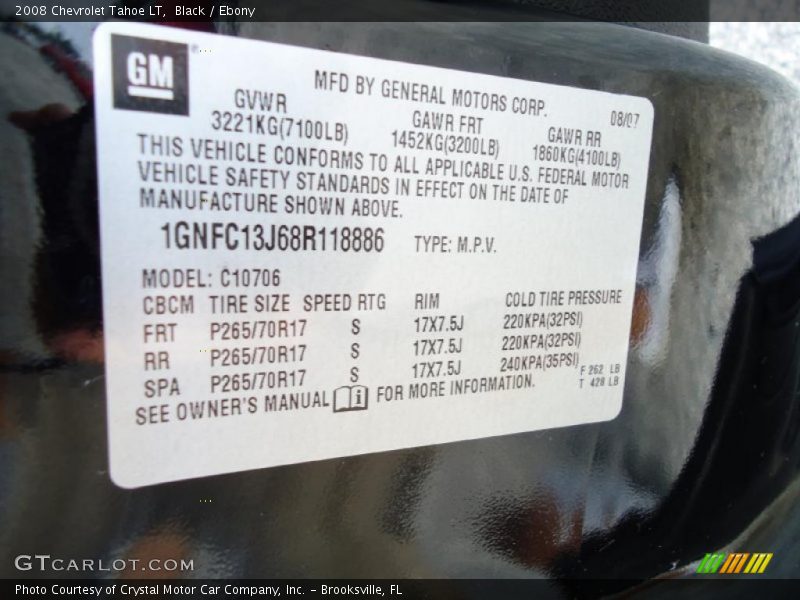 2008 Chevrolet Tahoe LT, Black / Ebony
GM
MFD BY GENERAL MOTORS CORP.
08/07
GVWR GAWR FRT GAWR RR
3221KG(7100LB) 1452KG(3200LB) 1860KG(4100LB)
THIS VEHICLE CONFORMS TO ALL APPLICABLE U.S. FEDERAL MOTOR
VEHICLE SAFETY STANDARDS IN EFFECT ON THE DATE OF
MANUFACTURE SHOWN ABOVE.
1GNFC13J68R118886 TYPE: M.P.V.
MODEL: C10706
CBCM TIRE SIZE SPEED RTG RIM COLD TIRE PRESSURE
FRT P265/70R17 S 17X7.5J 220KPA(32PSI)
RR P265/70R17 S 17X7.5J 220KPA(32PSI)
SPA P265/70R17 S 17X7.5J 240KPA(35PSI)
F 262 LB
T 428 LB
SEE OWNER'S MANUAL i FOR MORE INFORMATION.
GTCARLOT.COM
Photo Courtesy of Crystal Motor Car Company, Inc. – Brooksville, FL